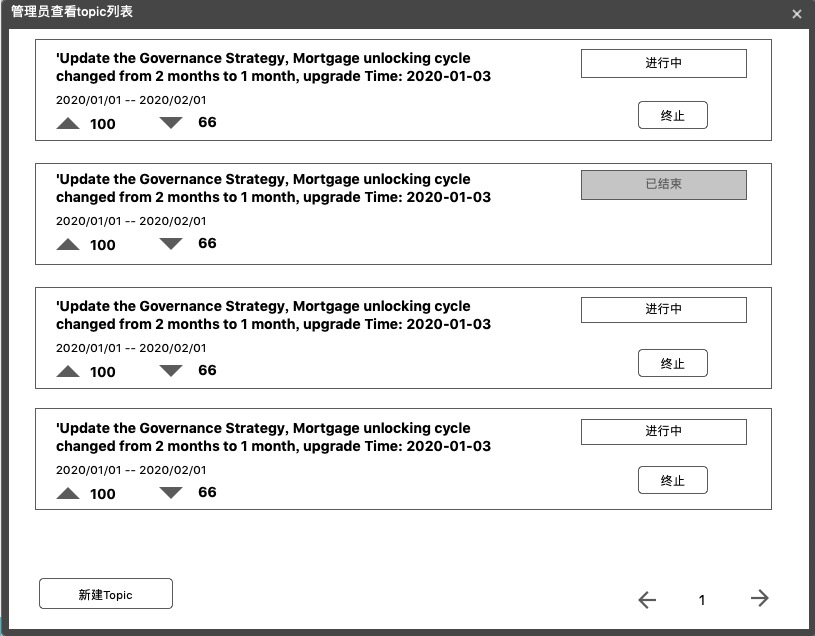 管理员查看topic列表
'Update the Governance Strategy, Mortgage unlocking cycle
changed from 2 months to 1 month, upgrade Time: 2020-01-03
进行中
2020/01/01 -- 2020/02/01
100 66
终止
'Update the Governance Strategy, Mortgage unlocking cycle
changed from 2 months to 1 month, upgrade Time: 2020-01-03
已结束
2020/01/01 -- 2020/02/01
100 66
'Update the Governance Strategy, Mortgage unlocking cycle
changed from 2 months to 1 month, upgrade Time: 2020-01-03
进行中
2020/01/01 -- 2020/02/01
100 66
终止
'Update the Governance Strategy, Mortgage unlocking cycle
changed from 2 months to 1 month, upgrade Time: 2020-01-03
进行中
2020/01/01 -- 2020/02/01
100 66
终止
新建Topic
1